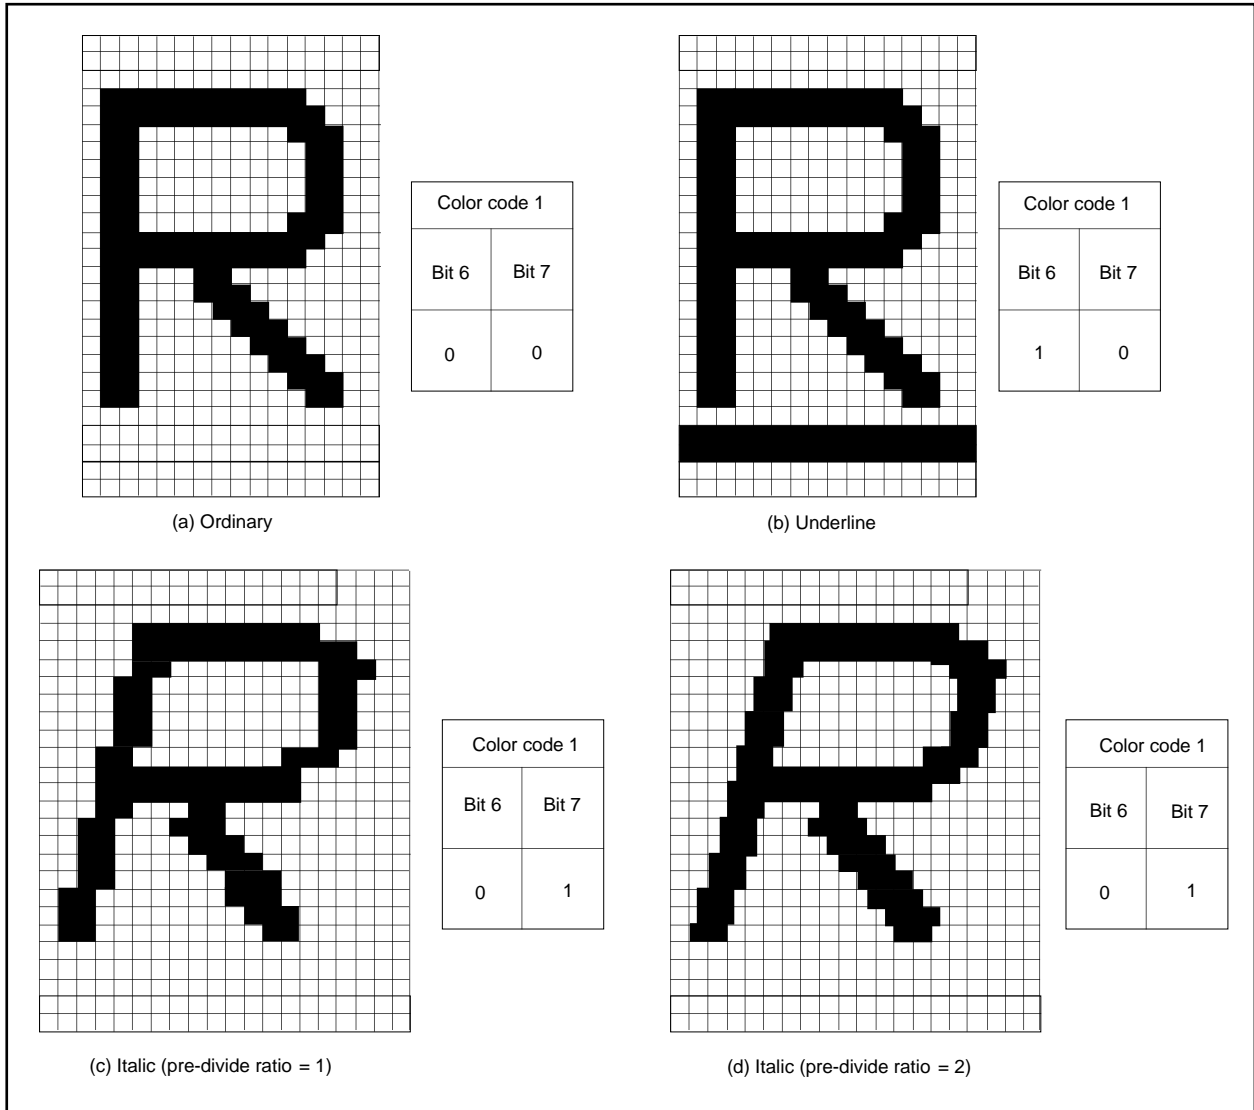 Color code 1
Bit 6 Bit 7
0 0
(a) Ordinary
Color code 1
Bit 6 Bit 7
1 0
(b) Underline
Color code 1
Bit 6 Bit 7
0 1
(c) Italic (pre-divide ratio = 1)
Color code 1
Bit 6 Bit 7
0 1
(d) Italic (pre-divide ratio = 2)